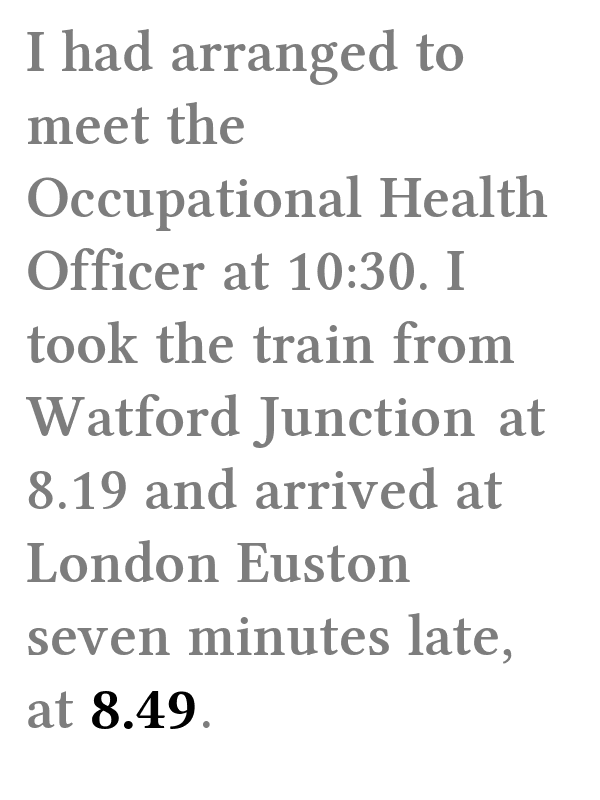 I had arranged to
meet the
Occupational Health
Officer at 10:30. I
took the train from
Watford Junction at
8.19 and arrived at
London Euston
seven minutes late,
at 8.49.